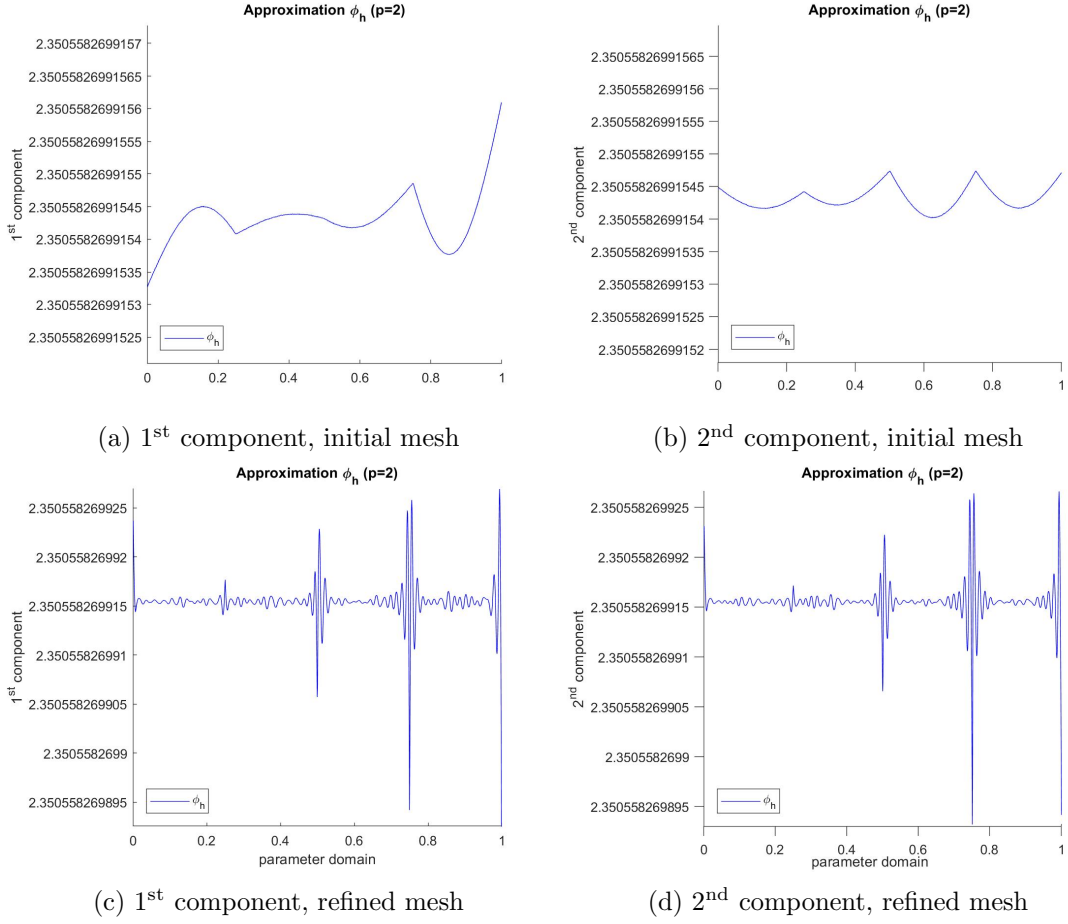 Approximation ϕh (p=2)
2.3505582699157
2.35055826991565
2.3505582699156
2.35055826991555
2.35055826991555
2.35055826991545
2.3505582699154
2.35055826991535
2.3505582699153
2.35055826991525
1st component
ϕh
0 0.2 0.4 0.6 0.8 1
(a) 1st component, initial mesh
Approximation ϕh (p=2)
2.35055826991565
2.3505582699156
2.350558269915555
2.35055826991555
2.35055826991545
2.3505582699154
2.350558269915535
2.3505582699153
2.35055826991525
2.3505582699152
2nd component
ϕh
0 0.2 0.4 0.6 0.8 1
(b) 2nd component, initial mesh
Approximation ϕh (p=2)
2.350558269925
2.35055826992
2.350558269915
2.35055826991
2.350558269905
2.3505582699
2.350558269895
1st component
ϕh
0 0.2 0.4 0.6 0.8 1
parameter domain
(c) 1st component, refined mesh
Approximation ϕh (p=2)
2.350558269925
2.35055826992
2.350558269915
2.35055826991
2.350558269905
2.3505582699
2.350558269895
2nd component
ϕh
0 0.2 0.4 0.6 0.8 1
parameter domain
(d) 2nd component, refined mesh